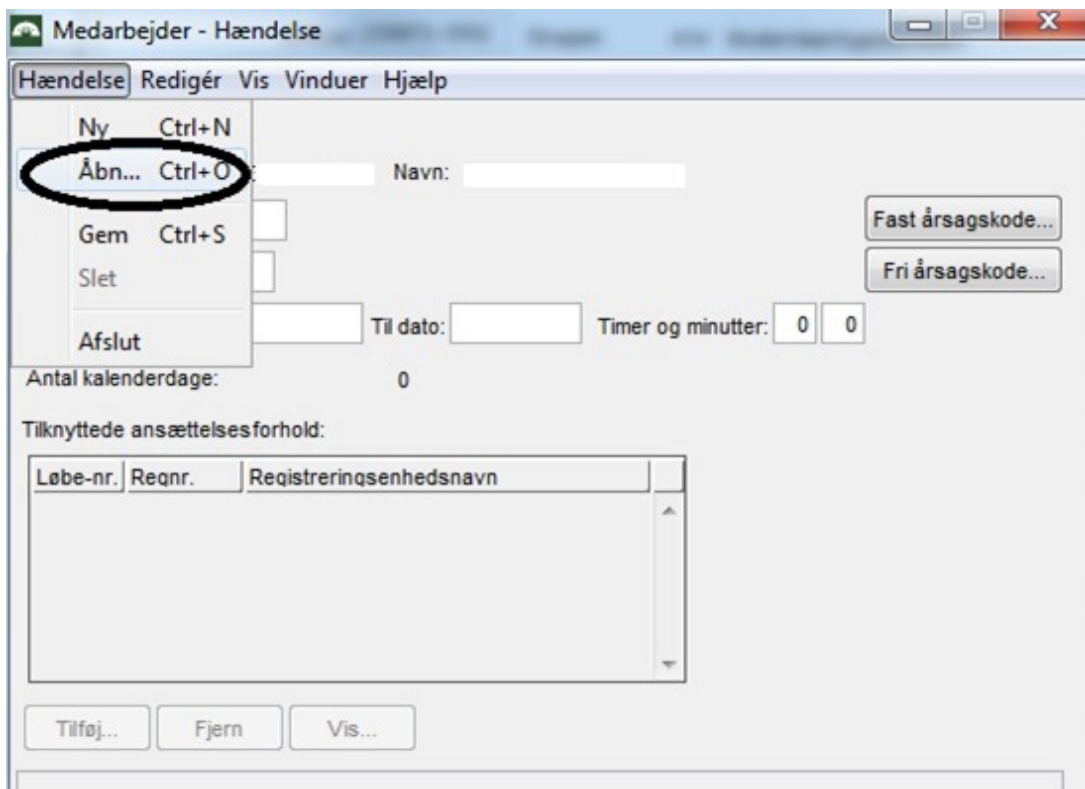 Medarbejder - Hændelse
Hændelse Redigér Vis Vinduer Hjælp
Ny Ctrl+N
Åbn... Ctrl+O
Navn:
Gem Ctrl+S
Fast årsagskode...
Slet
Fri årsagskode...
Til dato: Timer og minutter: 0 0
Afslut
Antal kalenderdage: 0
Tilknyttede ansættelsesforhold:
Løbe-nr. Regnr. Registreringsenhedsnavn
Tilføj... Fjern Vis...